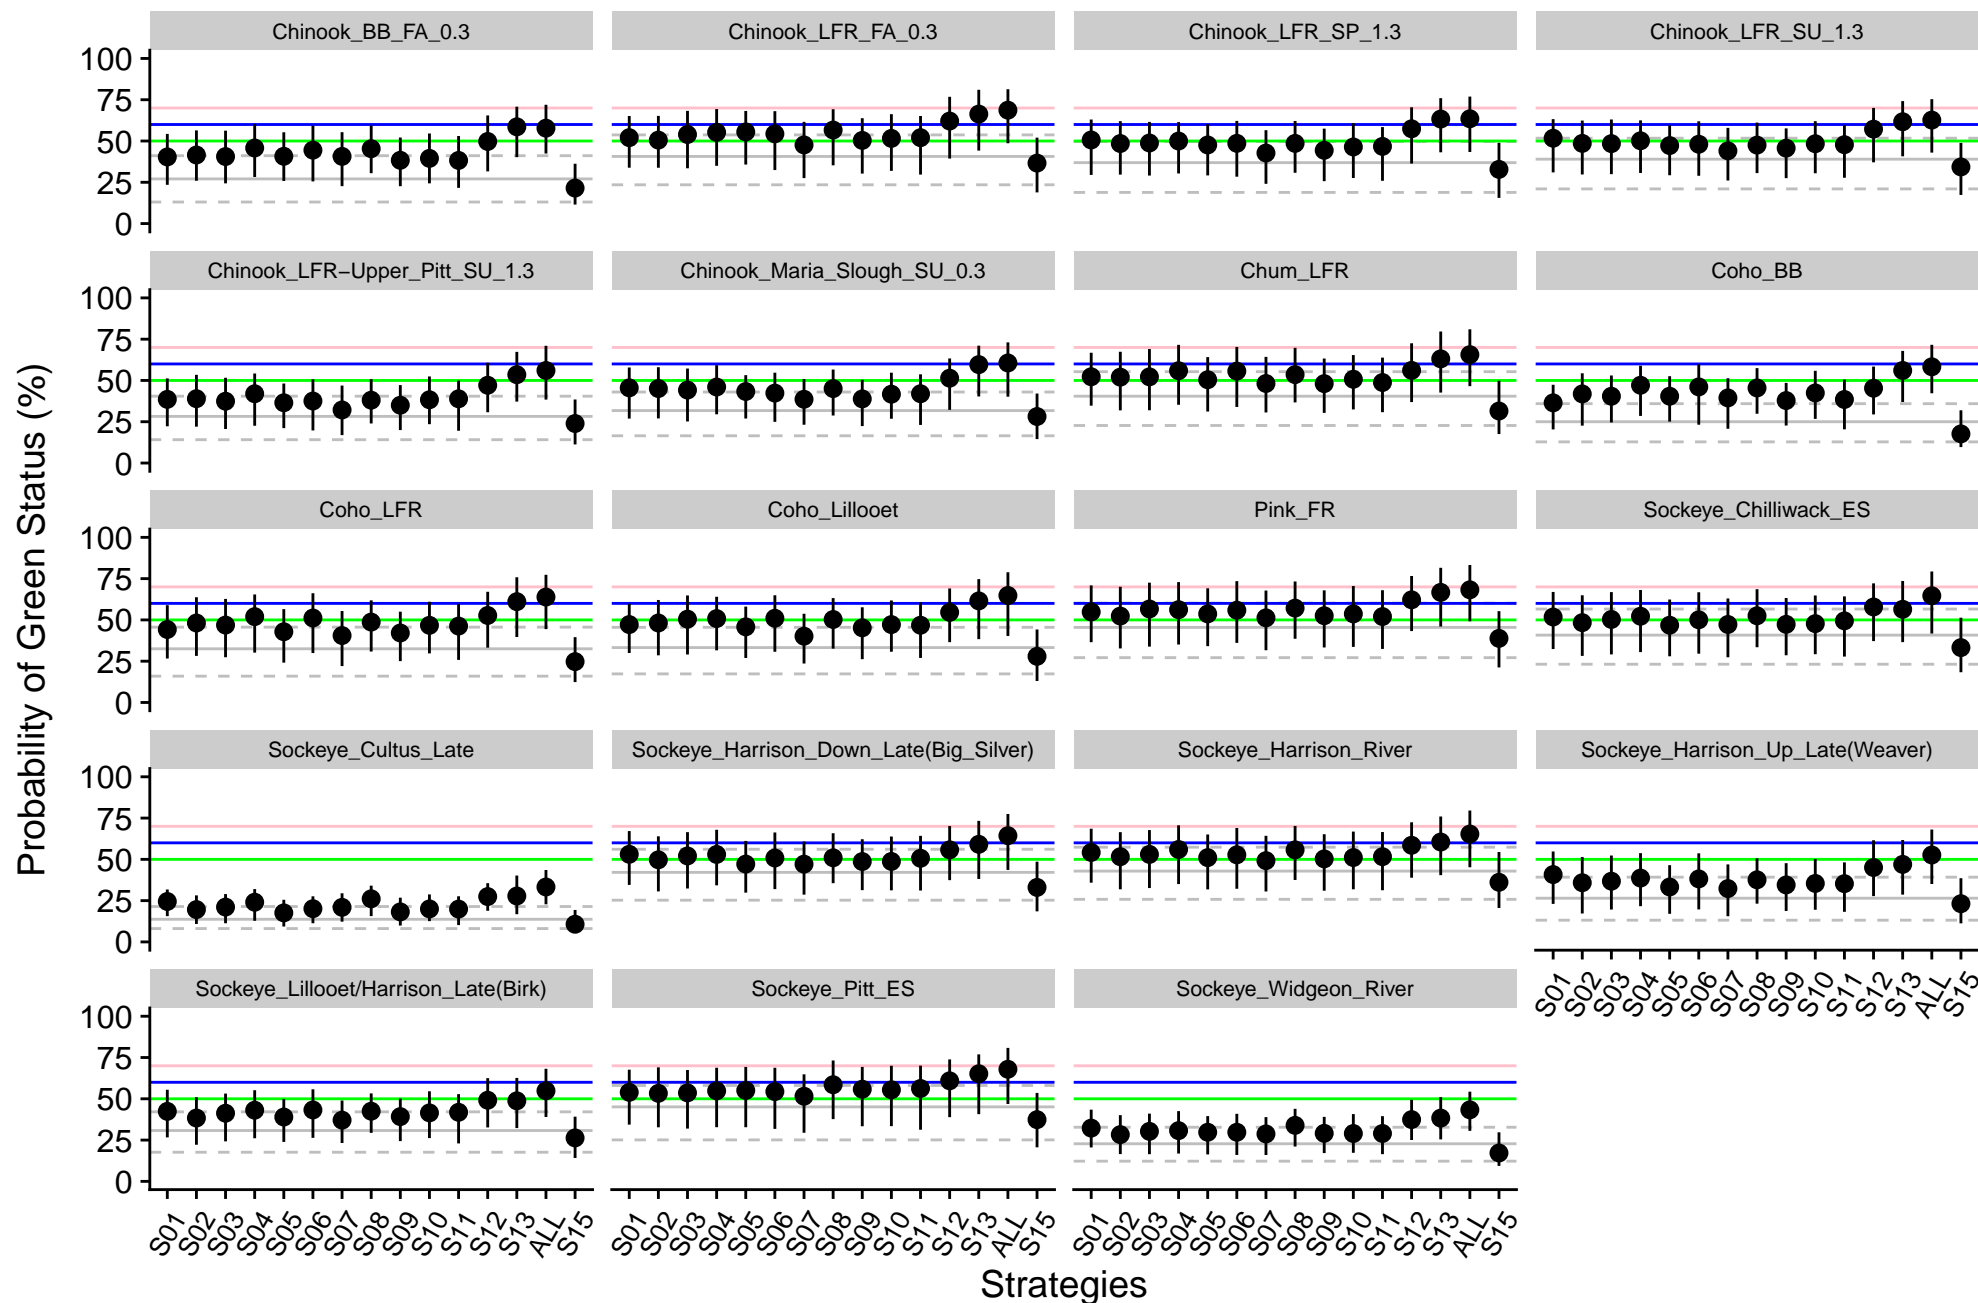 Chinook_BB_FA_0.3 Chinook_LFR_FA_0.3 Chinook_LFR_SP_1.3 Chinook_LFR_SU_1.3
100
75
50
25
0
Chinook_LFR−Upper_Pitt_SU_1.3 Chinook_Maria_Slough_SU_0.3 Chum_LFR Coho_BB
100
75
50
25
0
Probability of Green Status (%)
Coho_LFR Coho_Lillooet Pink_FR Sockeye_Chilliwack_ES
100
75
50
25
0
Sockeye_Cultus_Late Sockeye_Harrison_Down_Late(Big_Silver) Sockeye_Harrison_River Sockeye_Harrison_Up_Late(Weaver)
100
75
50
25
0
S01 S02 S03 S04 S05 S06 S07 S08 S09 S10 S11 S12 S13 ALL S15
Sockeye_Lillooet/Harrison_Late(Birk) Sockeye_Pitt_ES Sockeye_Widgeon_River
100
75
50
25
0
S01 S02 S03 S04 S05 S06 S07 S08 S09 S10 S11 S12 S13 ALL S15 S01 S02 S03 S04 S05 S06 S07 S08 S09 S10 S11 S12 S13 ALL S15 S01 S02 S03 S04 S05 S06 S07 S08 S09 S10 S11 S12 S13 ALL S15
Strategies